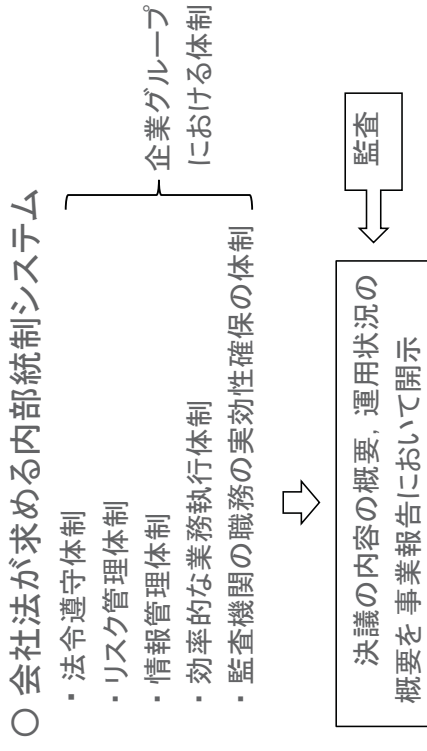 ○ 会社法が求める内部統制システム
・ 法令遵守体制
・ リスク管理体制
・ 情報管理体制
・ 効率的な業務執行体制
・ 監査機関の職務の実効性確保の体制
企業グループ
における体制
決議の内容の概要, 運用状況の
概要を事業報告において開示
監査